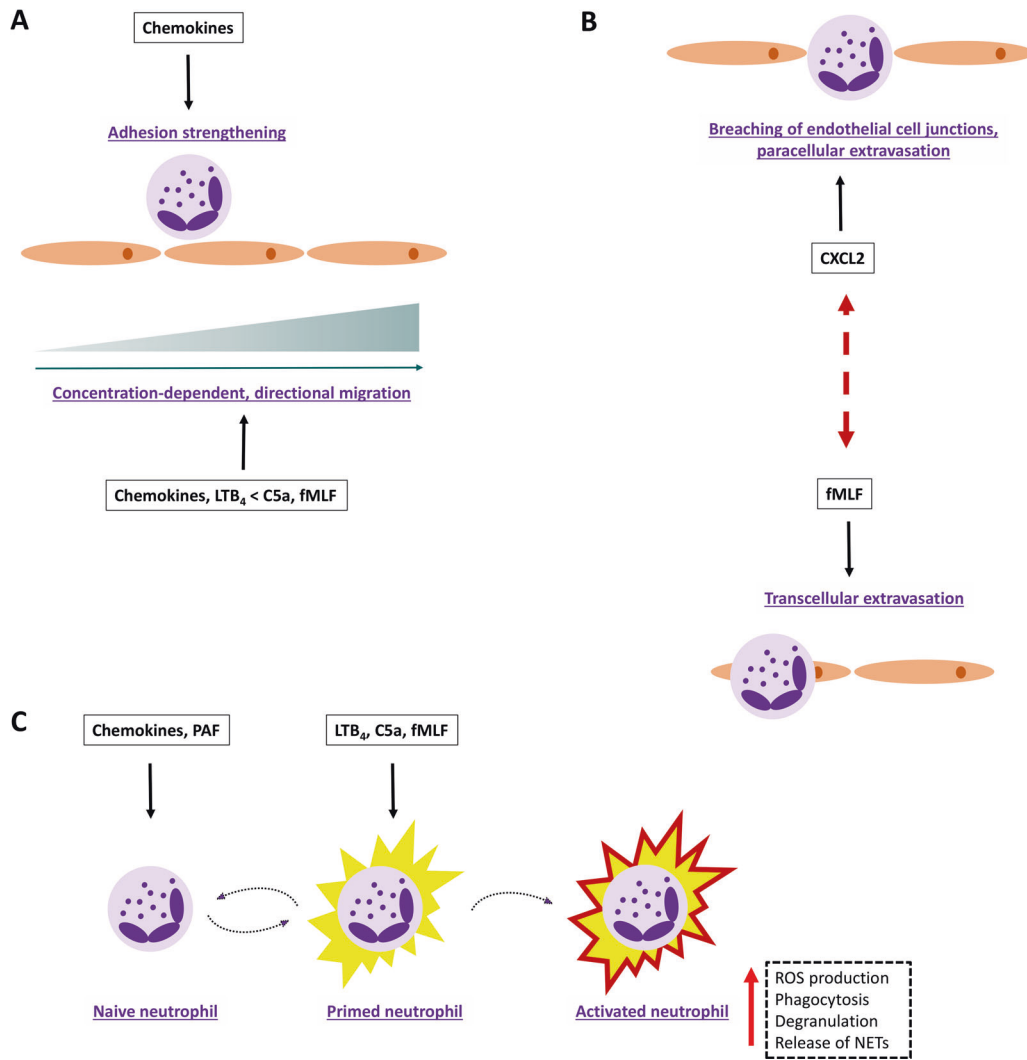 A
Chemokines
Adhesion strengthening
Concentration-dependent, directional migration
Chemokines, LTB₄ < C5a, fMLF
B
Breaching of endothelial cell junctions,
paracellular extravasation
CXCL2
fMLF
Transcellular extravasation
C
Chemokines, PAF
LTB₄, C5a, fMLF
Naive neutrophil
Primed neutrophil
Activated neutrophil
ROS production
Phagocytosis
Degranulation
Release of NETs